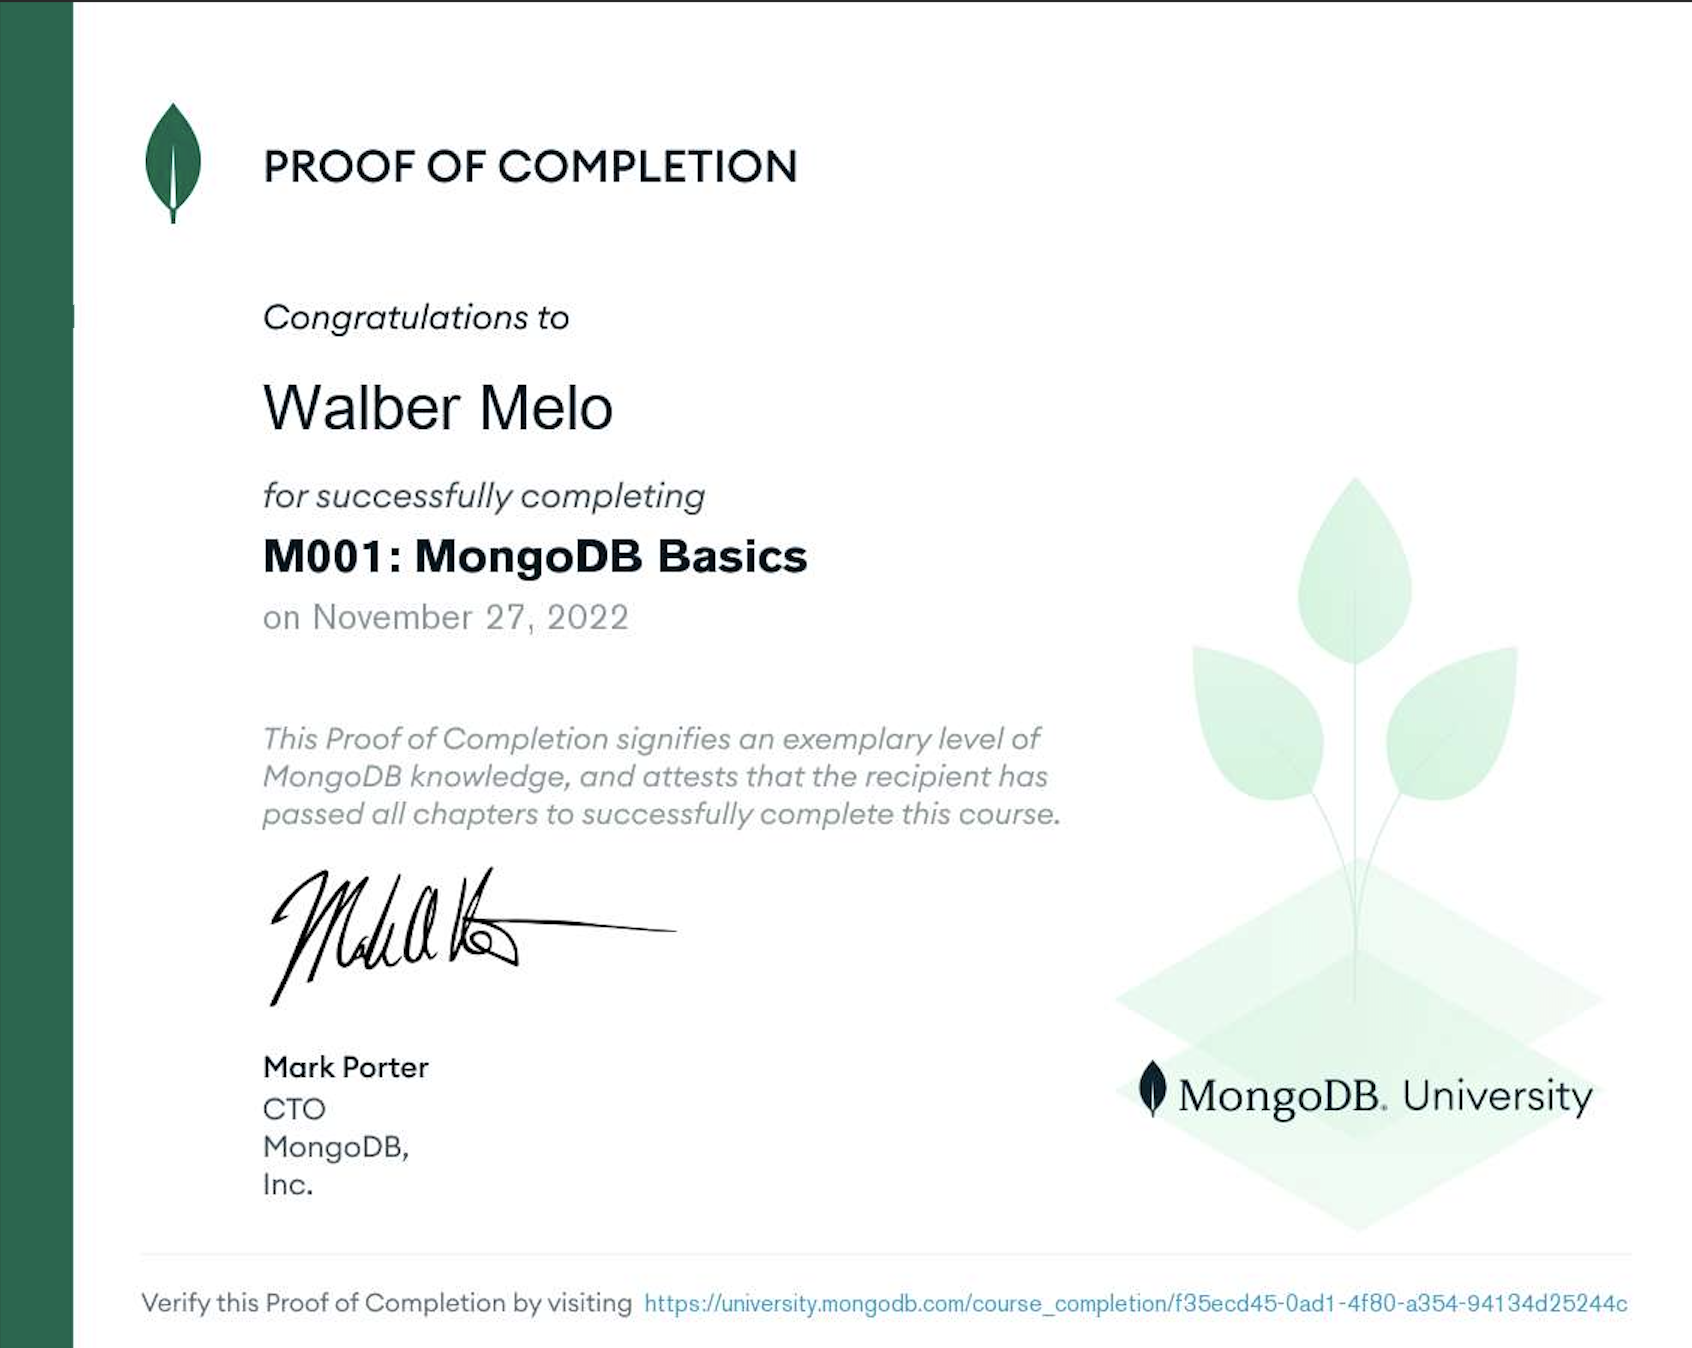 PROOF OF COMPLETION
Congratulations to
Walber Melo
for successfully completing
M001: MongoDB Basics
on November 27, 2022
This Proof of Completion signifies an exemplary level of
MongoDB knowledge, and attests that the recipient has
passed all chapters to successfully complete this course.
Mark Porter
CTO
MongoDB,
Inc.
MongoDB. University
Verify this Proof of Completion by visiting https://university.mongodb.com/course_completion/f35ecd45-0ad1-4f80-a354-94134d25244c